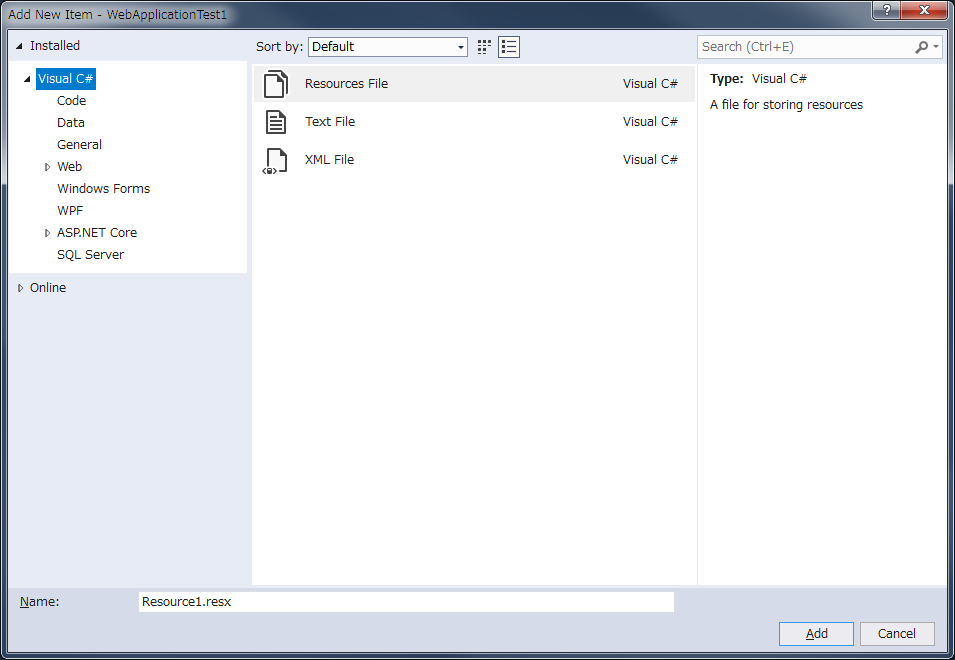 Add New Item - WebApplicationTest1
?
Installed
Sort by: Default
Search (Ctrl+E)
Visual C#
Code
Data
General
Web
Windows Forms
WPF
ASP.NET Core
SQL Server
Online
Resources File Visual C#
Text File Visual C#
XML File Visual C#
Type: Visual C#
A file for storing resources
Name: Resource1.resx
Add Cancel